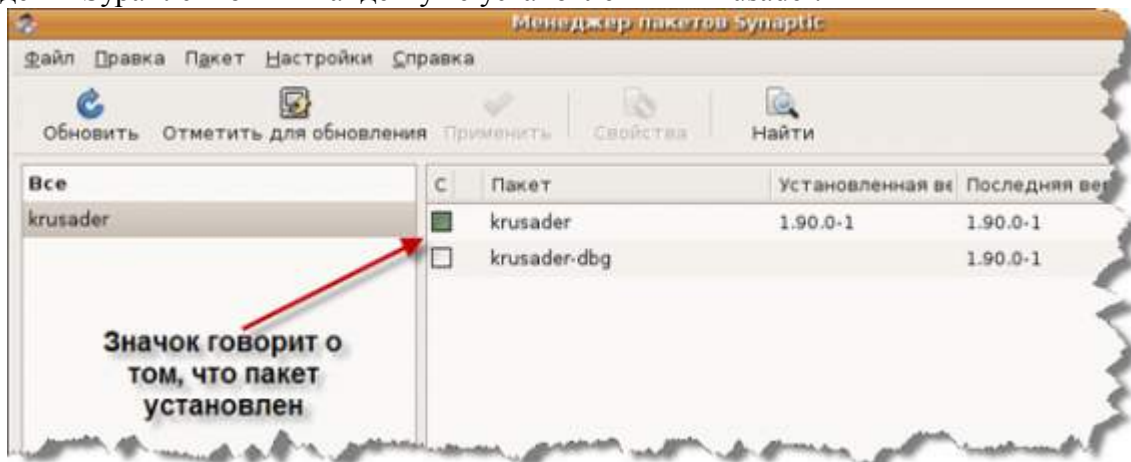 Менеджер пакетов Synaptic
Файл Правка Пакет Настройки Справка
Обновить Отметить для обновления Применить Свойства Найти
Все
krusader
С Пакет Установленная ве Последняя вер
krusader 1.90.0-1 1.90.0-1
krusader-dbg 1.90.0-1
Значок говорит о
том, что пакет
установлен